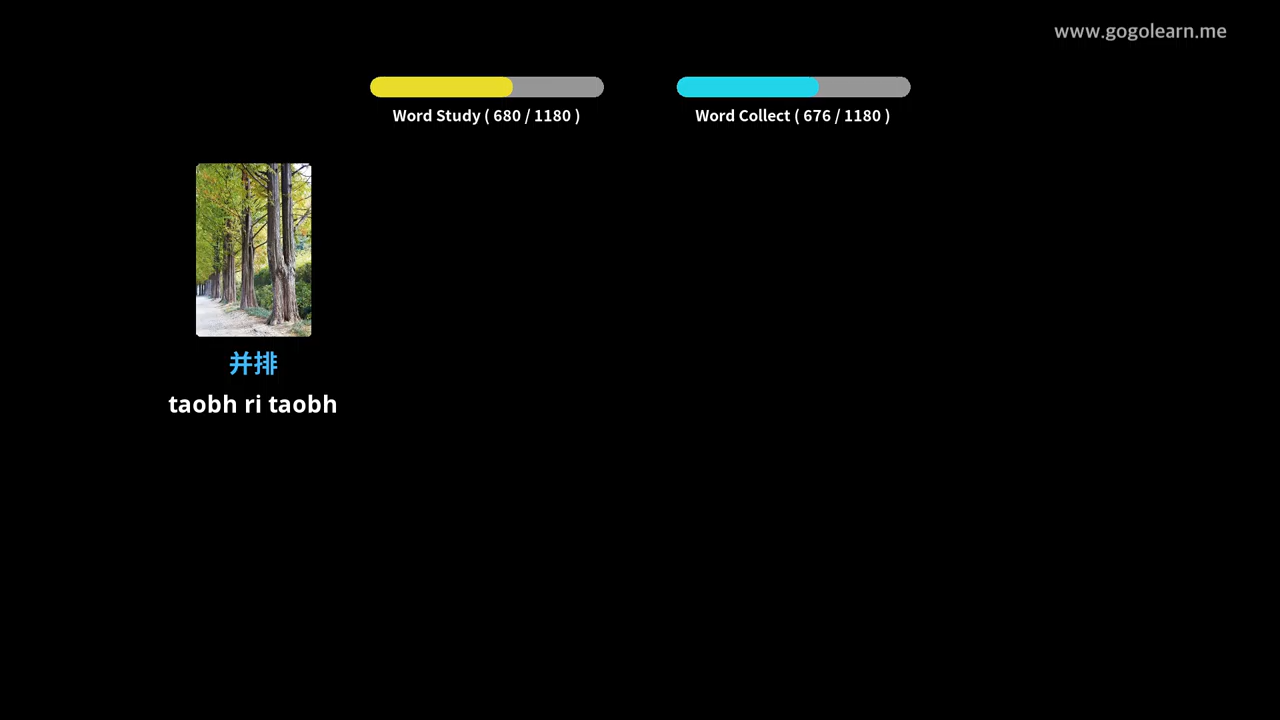 www.gogolearn.me
Word Study ( 680 / 1180 )
Word Collect ( 676 / 1180 )
并排
taobh ri taobh